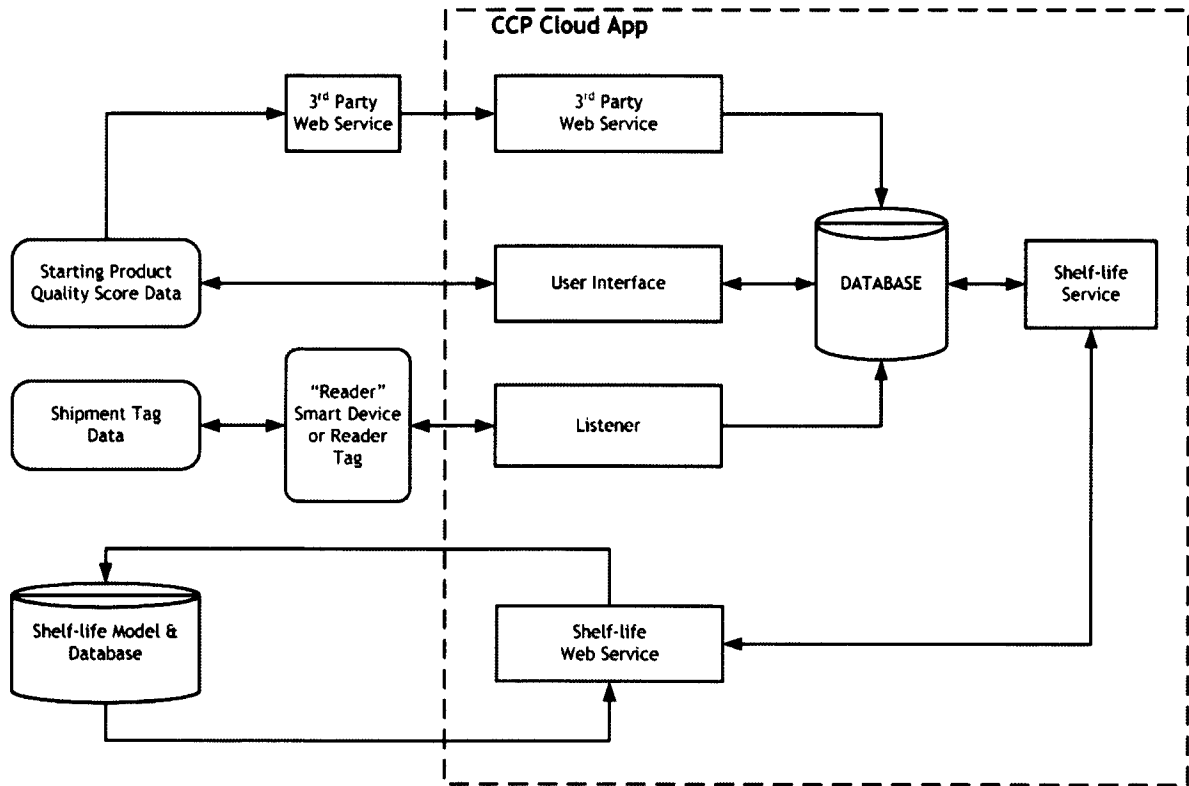 CCP Cloud App
3rd Party
Web Service
3rd Party
Web Service
Starting Product
Quality Score Data
User Interface
DATABASE
Shelf-life
Service
Shipment Tag
Data
"Reader"
Smart Device
or Reader
Tag
Listener
Shelf-life Model &
Database
Shelf-life
Web Service